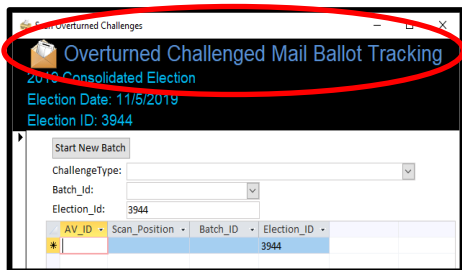 Scan Overturned Challenges
Overturned Challenged Mail Ballot Tracking
2019 Consolidated Election
Election Date: 11/5/2019
Election ID: 3944
Start New Batch
ChallengeType:
Batch_Id:
Election_Id: 3944
AV_ID Scan_Position Batch_ID Election_ID
3944